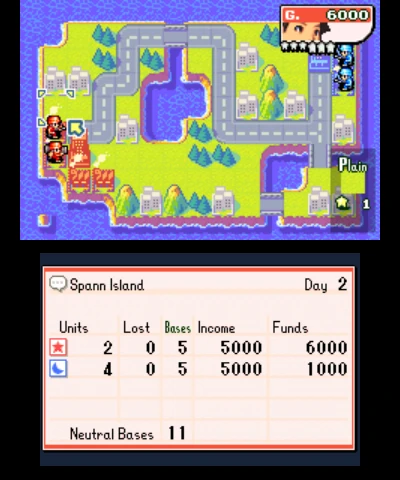 G. 6000
Plain
1
Spann Island Day 2
Units Lost Bases Income Funds
2 0 5 5000 6000
4 0 5 5000 1000
Neutral Bases 11